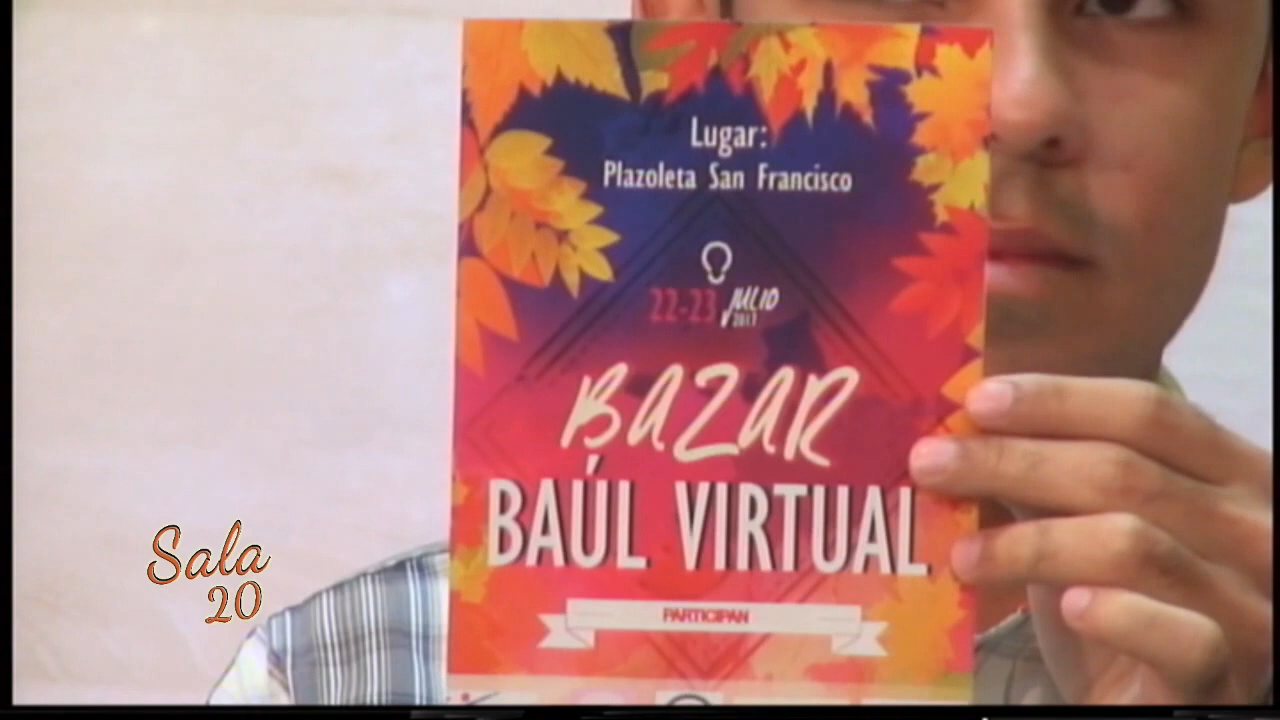 Lugar:
Plazoleta San Francisco
22-23 JULIO
2017
BAZAR
BAÚL VIRTUAL
PARTICIPAN
Sala
20